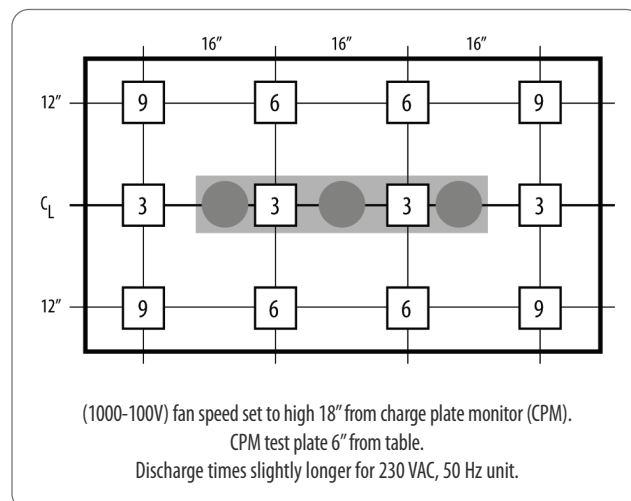 16” 16” 16”
12” 9 6 6 9
CL 3 3 3 3
12” 9 6 6 9
(1000-100V) fan speed set to high 18” from charge plate monitor (CPM).
CPM test plate 6” from table.
Discharge times slightly longer for 230 VAC, 50 Hz unit.